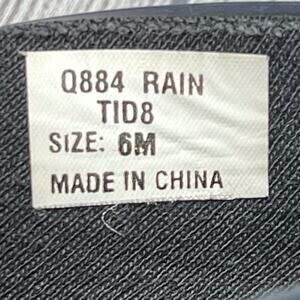 Q884 RAIN
TID8
SIZE: 6M
MADE IN CHINA